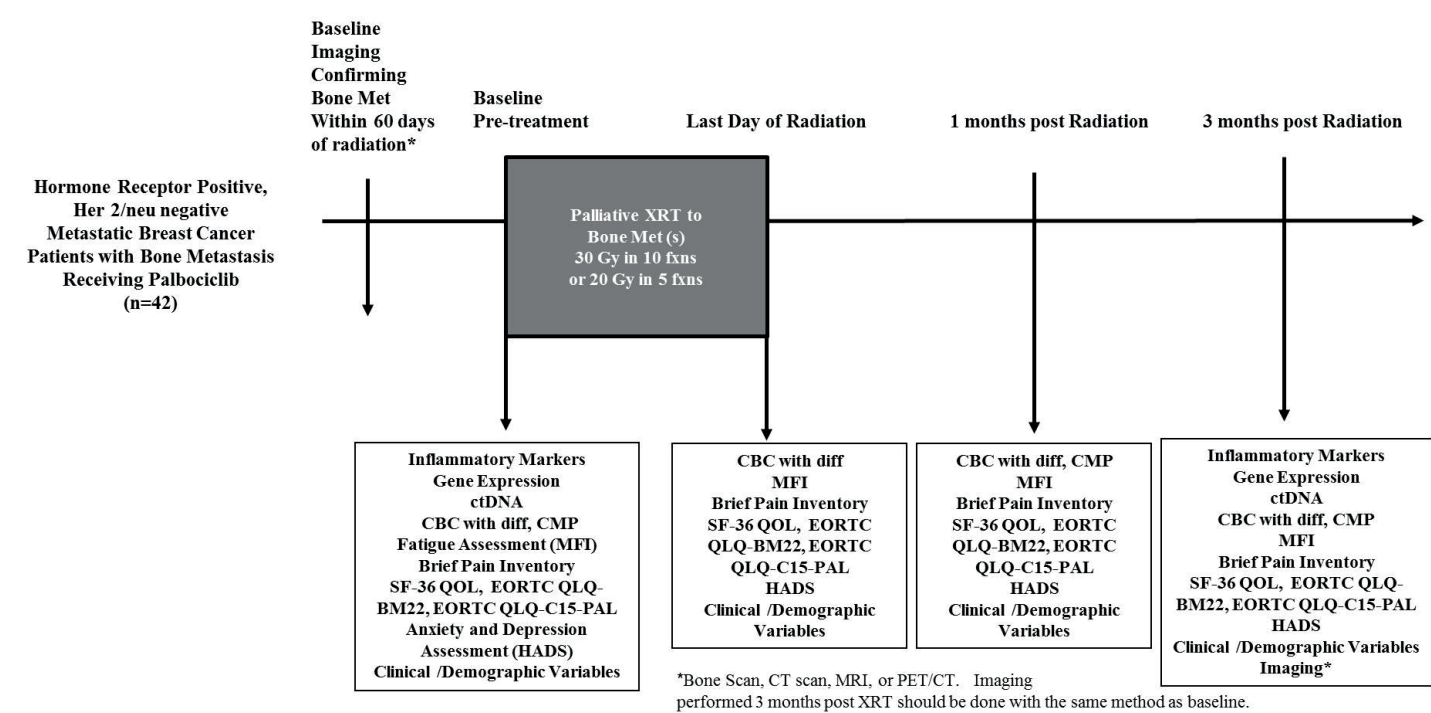 Baseline
Imaging
Confirming
Bone Met
Within 60 days
of radiation*
Baseline
Pre-treatment
Last Day of Radiation
1 months post Radiation
3 months post Radiation
Hormone Receptor Positive,
Her 2/neu negative
Metastatic Breast Cancer
Patients with Bone Metastasis
Receiving Palbociclib
(n=42)
Palliative XRT to
Bone Met (s)
30 Gy in 10 fxns
or 20 Gy in 5 fxns
Inflammatory Markers
Gene Expression
ctDNA
CBC with diff, CMP
Fatigue Assessment (MFI)
Brief Pain Inventory
SF-36 QOL, EORTC QLQ-
BM22, EORTC QLQ-C15-PAL
Anxiety and Depression
Assessment (HADS)
Clinical /Demographic Variables
CBC with diff
MFI
Brief Pain Inventory
SF-36 QOL, EORTC
QLQ-BM22, EORTC
QLQ-C15-PAL
HADS
Clinical /Demographic
Variables
CBC with diff, CMP
MFI
Brief Pain Inventory
SF-36 QOL, EORTC
QLQ-BM22, EORTC
QLQ-C15-PAL
HADS
Clinical /Demographic
Variables
Inflammatory Markers
Gene Expression
ctDNA
CBC with diff, CMP
MFI
Brief Pain Inventory
SF-36 QOL, EORTC QLQ-
BM22, EORTC QLQ-C15-PAL
HADS
Clinical /Demographic Variables
Imaging*
*Bone Scan, CT scan, MRI, or PET/CT. Imaging
performed 3 months post XRT should be done with the same method as baseline.